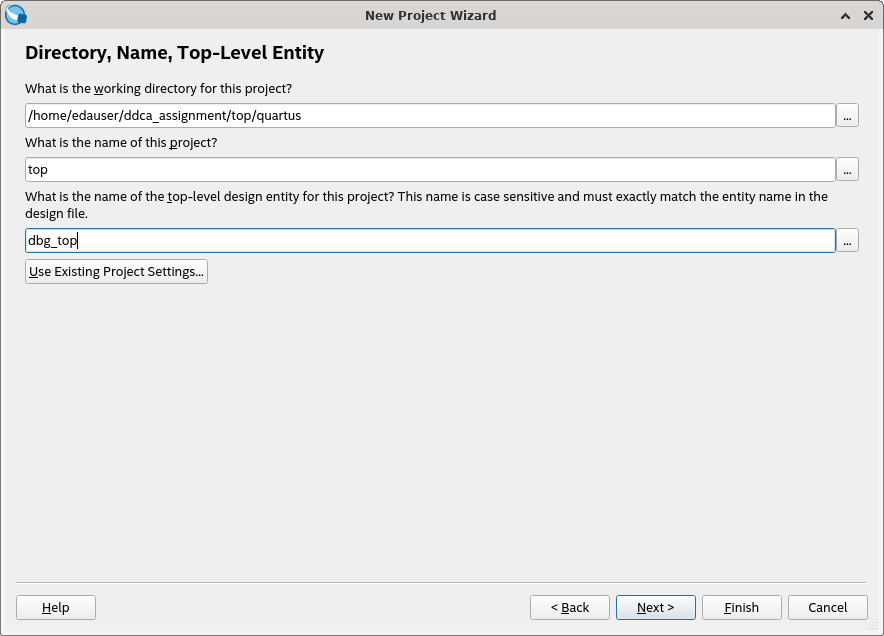 New Project Wizard
Directory, Name, Top-Level Entity
What is the working directory for this project?
/home/edauser/ddca_assignment/top/quartus
...
What is the name of this project?
top
...
What is the name of the top-level design entity for this project? This name is case sensitive and must exactly match the entity name in the
design file.
dbg_top
...
Use Existing Project Settings...
Help
< Back
Next >
Finish
Cancel